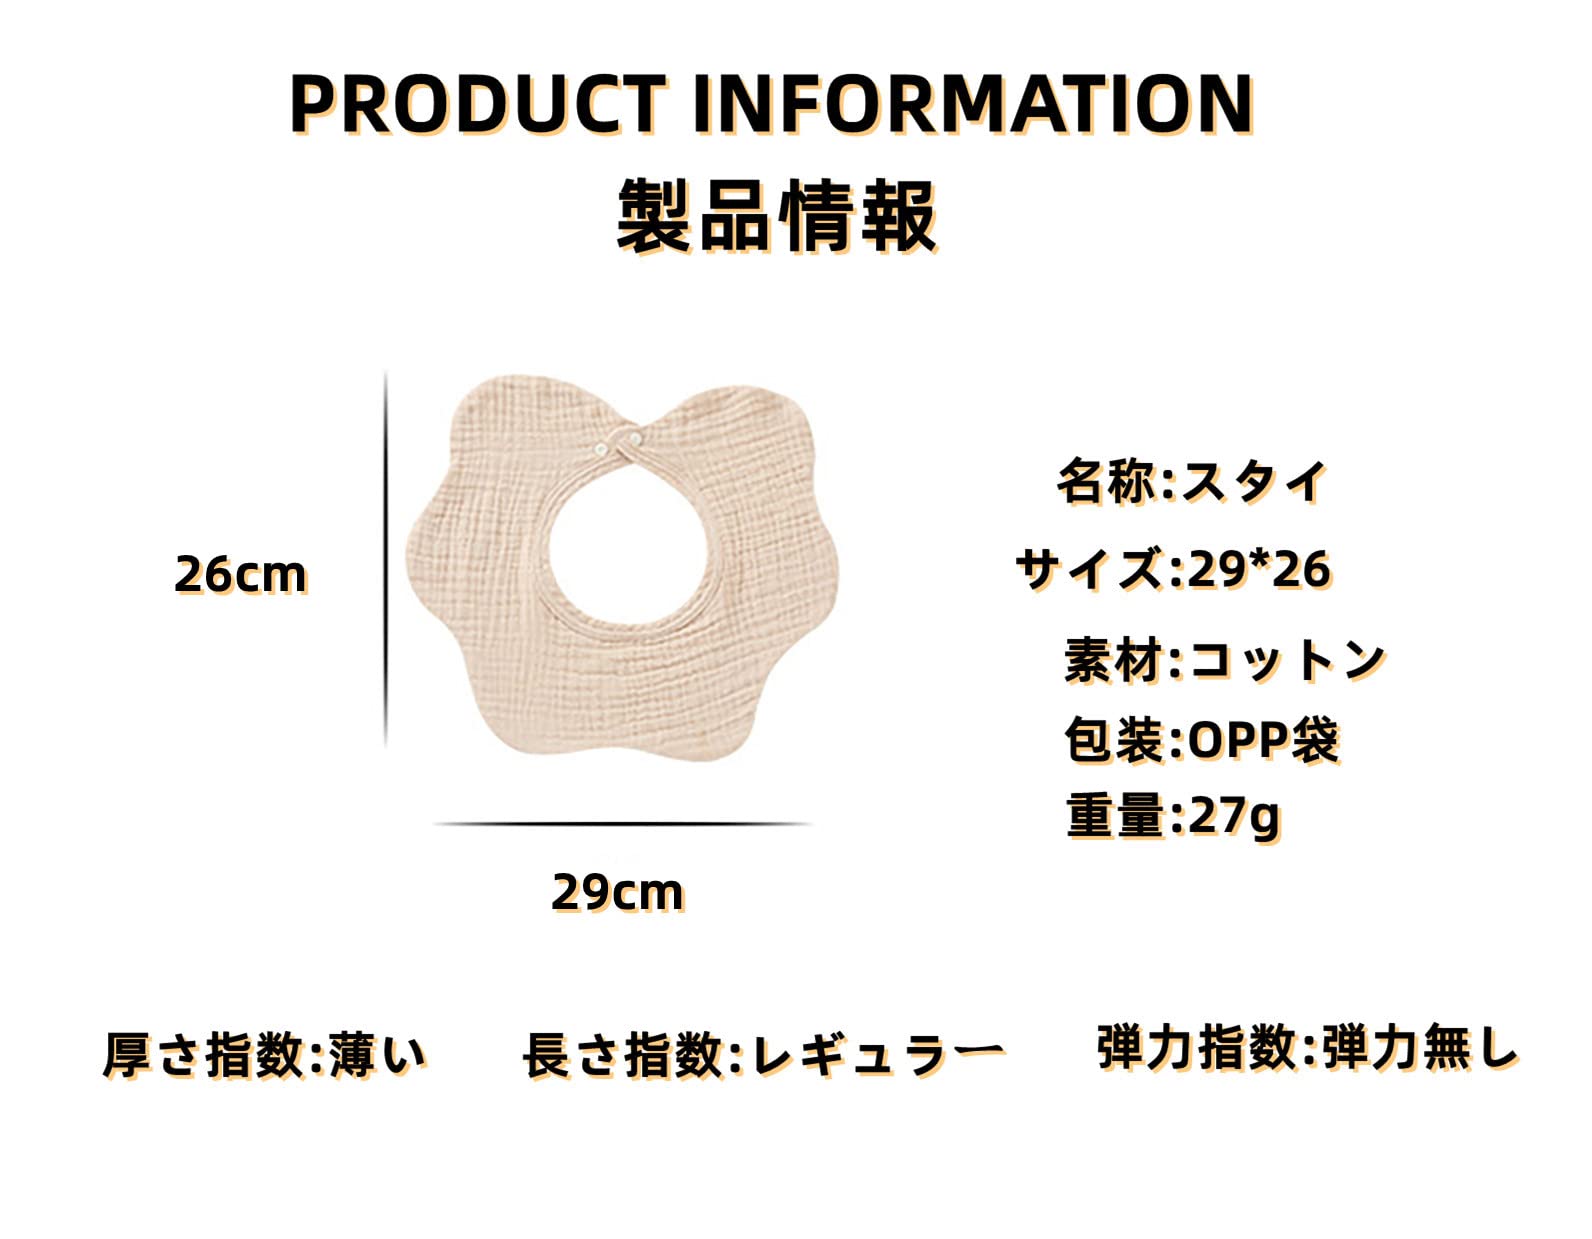 PRODUCT INFORMATION
製品情報
26cm
29cm
名称:スタイ
サイズ:29*26
素材:コットン
包装:OPP袋
重量:27g
厚さ指数:薄い
長さ指数:レギュラー
弾力指数:弾力無し